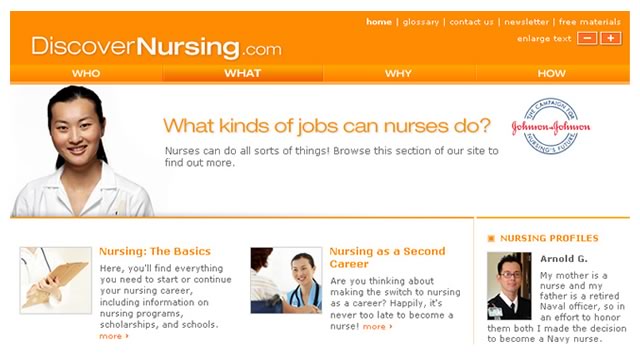 home | glossary | contact us | newsletter | free materials
DiscoverNursing.com
enlarge text - +
WHO
WHAT
WHY
HOW
What kinds of jobs can nurses do?
Nurses can do all sorts of things! Browse this section of our site to
find out more.
THE CAMPAIGN FOR
Johnson & Johnson
NURSING'S FUTURE
Nursing: The Basics
Here, you'll find everything
you need to start or continue
your nursing career,
including information on
nursing programs,
scholarships, and schools.
more ›
Nursing as a Second
Career
Are you thinking about
making the switch to nursing
as a career? Happily, it's
never too late to become a
nurse! more ›
NURSING PROFILES
Arnold G.
My mother is a
nurse and my
father is a retired
Naval officer, so in
an effort to honor
them both I made the decision
to become a Navy nurse.